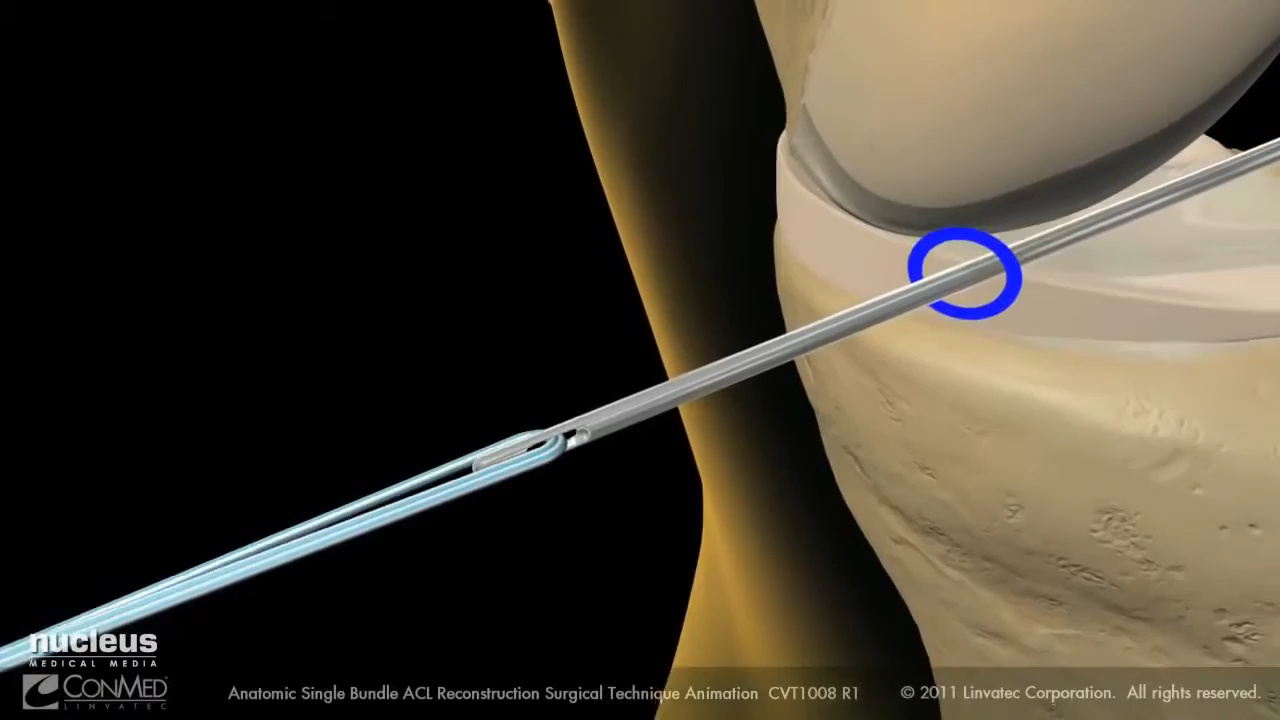 nucleus
MEDICAL MEDIA
CONMED
LINVATEC
Anatomic Single Bundle ACL Reconstruction Surgical Technique Animation CVT1008 R1 © 2011 Linvatec Corporation. All rights reserved.